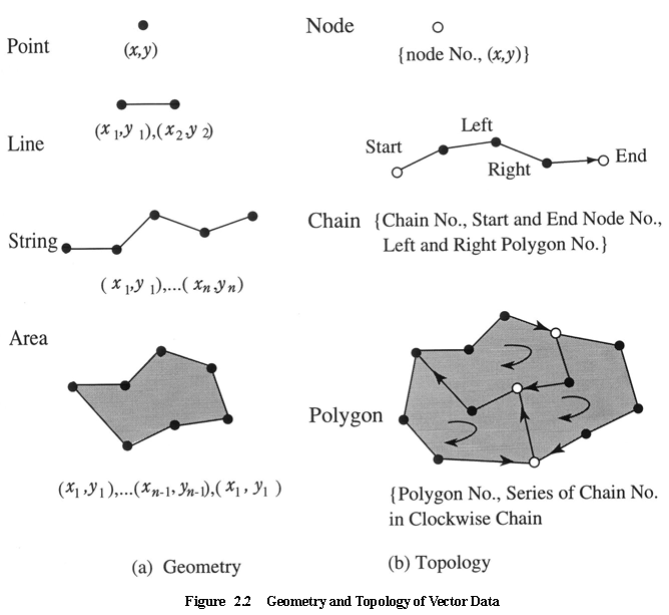 Point
(x,y)
Line
(x1,y1),(x2,y2)
String
(x1,y1),...(xn,yn)
Area
(x1,y1),...(xn-1,yn-1),(x1,y1)
(a) Geometry
Node
{node No., (x,y)}
Start
Left
Right
End
Chain {Chain No., Start and End Node No.,
Left and Right Polygon No.}
Polygon
{Polygon No., Series of Chain No.
in Clockwise Chain
(b) Topology
Figure 2.2 Geometry and Topology of Vector Data